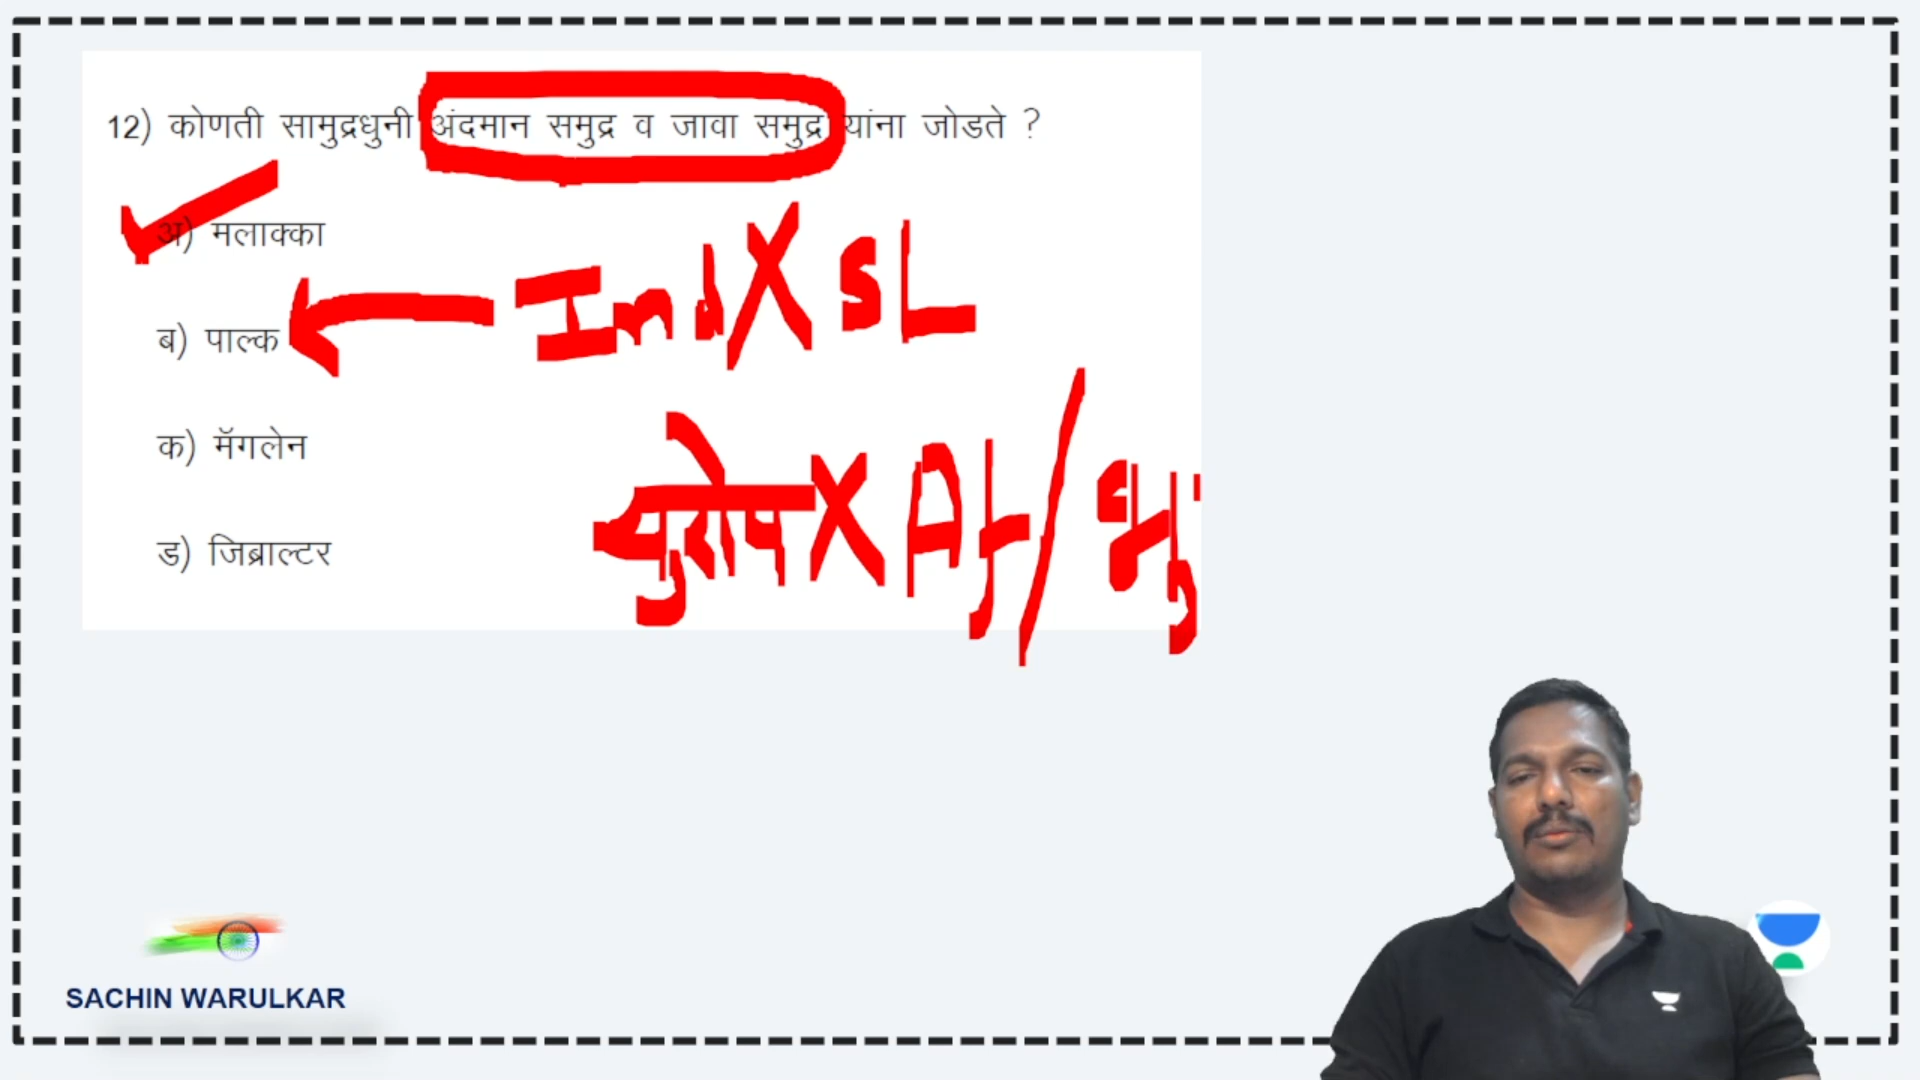 12) कोणती सामुद्रधुनी अंदमान समुद्र व जावा समुद्र यांना जोडते ?
अ) मलाक्का
Ind X SL
ब) पाल्क
क) मॅगलेन
युरोप X Af /
ड) जिब्राल्टर
SACHIN WARULKAR